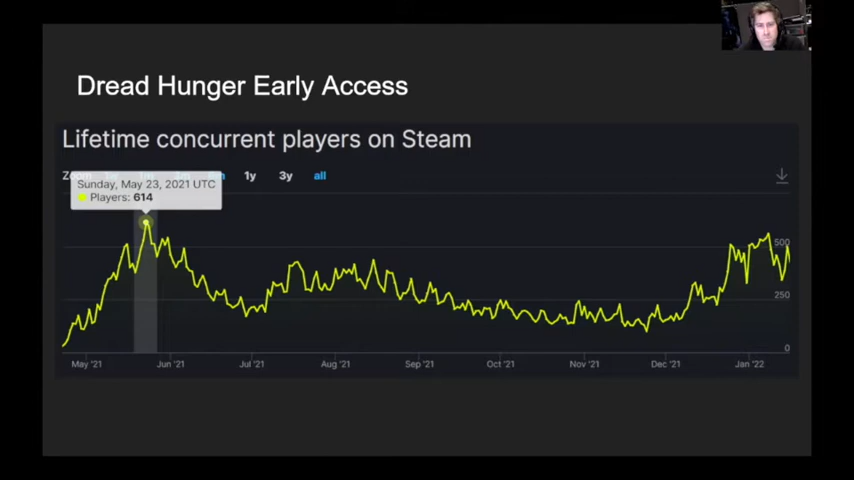 Dread Hunger Early Access
Lifetime concurrent players on Steam
1y 3y all
Sunday, May 23, 2021 UTC
Players: 614
500
250
0
May '21 Jun '21 Jul '21 Aug '21 Sep '21 Oct '21 Nov '21 Dec '21 Jan '22